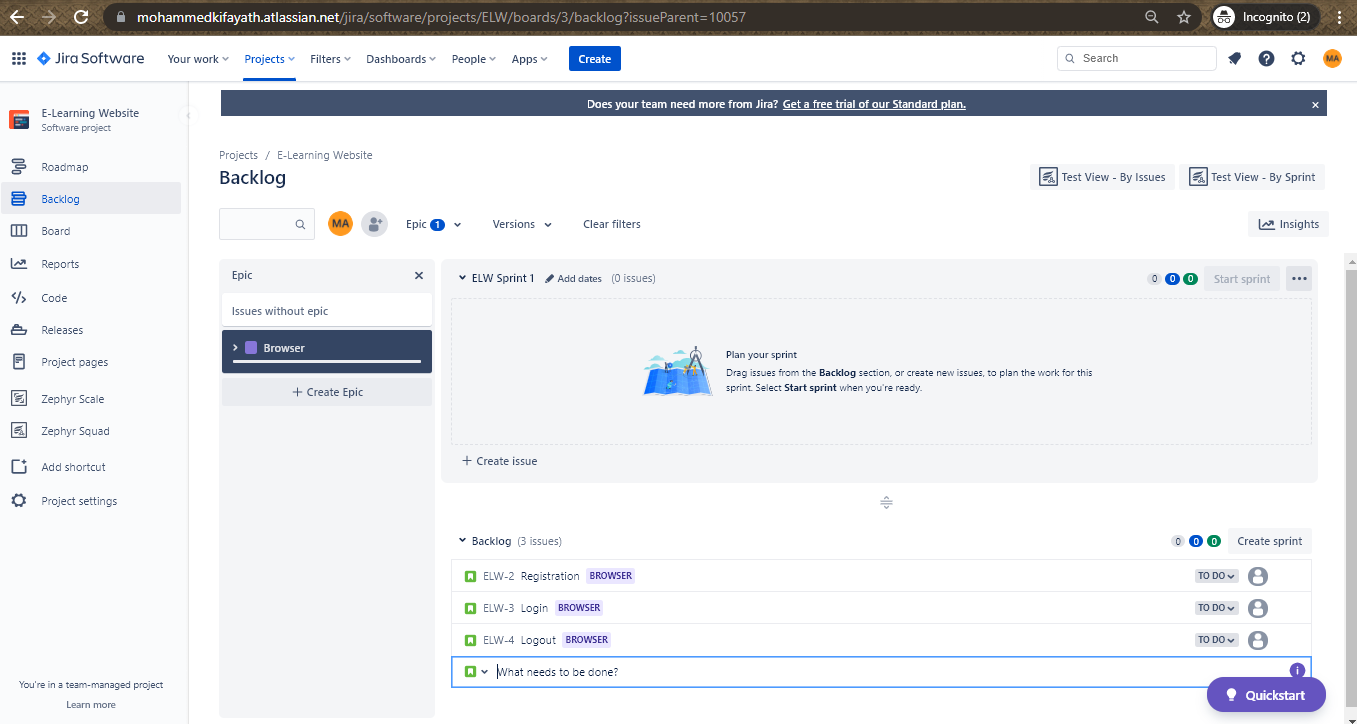 mohammedkifayath.atlassian.net/jira/software/projects/ELW/boards/3/backlog?issueParent=10057
Incognito (2)
Jira Software
Your work
Projects
Filters
Dashboards
People
Apps
Create
Search
MA
Does your team need more from Jira? Get a free trial of our Standard plan.
E-Learning Website
Software project
Roadmap
Backlog
Board
Reports
Code
Releases
Project pages
Zephyr Scale
Zephyr Squad
Add shortcut
Project settings
You're in a team-managed project
Learn more
Projects / E-Learning Website
Backlog
Test View - By Issues
Test View - By Sprint
MA
Epic 1
Versions
Clear filters
Insights
Epic
Issues without epic
Browser
+ Create Epic
ELW Sprint 1 Add dates (0 issues)
0 0 0 Start sprint
Plan your sprint
Drag issues from the Backlog section, or create new issues, to plan the work for this
sprint. Select Start sprint when you're ready.
+ Create issue
Backlog (3 issues)
0 0 0 Create sprint
ELW-2 Registration BROWSER TO DO
ELW-3 Login BROWSER TO DO
ELW-4 Logout BROWSER TO DO
What needs to be done?
Quickstart